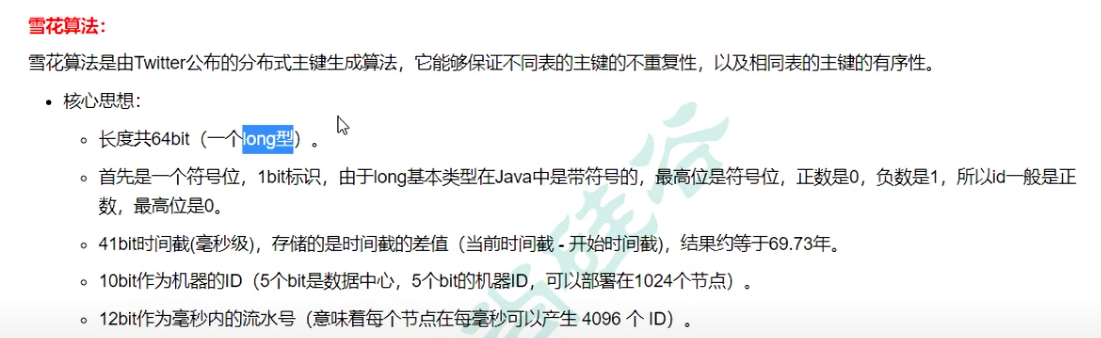 雪花算法：
雪花算法是由Twitter公布的分布式主键生成算法，它能够保证不同表的主键的不重复性，以及相同表的主键的有序性。
• 核心思想：
◦ 长度共64bit（一个long型）。
◦ 首先是一个符号位，1bit标识，由于long基本类型在Java中是带符号的，最高位是符号位，正数是0，负数是1，所以id一般是正
数，最高位是0。
◦ 41bit时间截(毫秒级)，存储的是时间截的差值（当前时间截 - 开始时间截)，结果约等于69.73年。
◦ 10bit作为机器的ID（5个bit是数据中心，5个bit的机器ID，可以部署在1024个节点）。
◦ 12bit作为毫秒内的流水号（意味着每个节点在每毫秒可以产生 4096 个 ID）。
尚硅谷